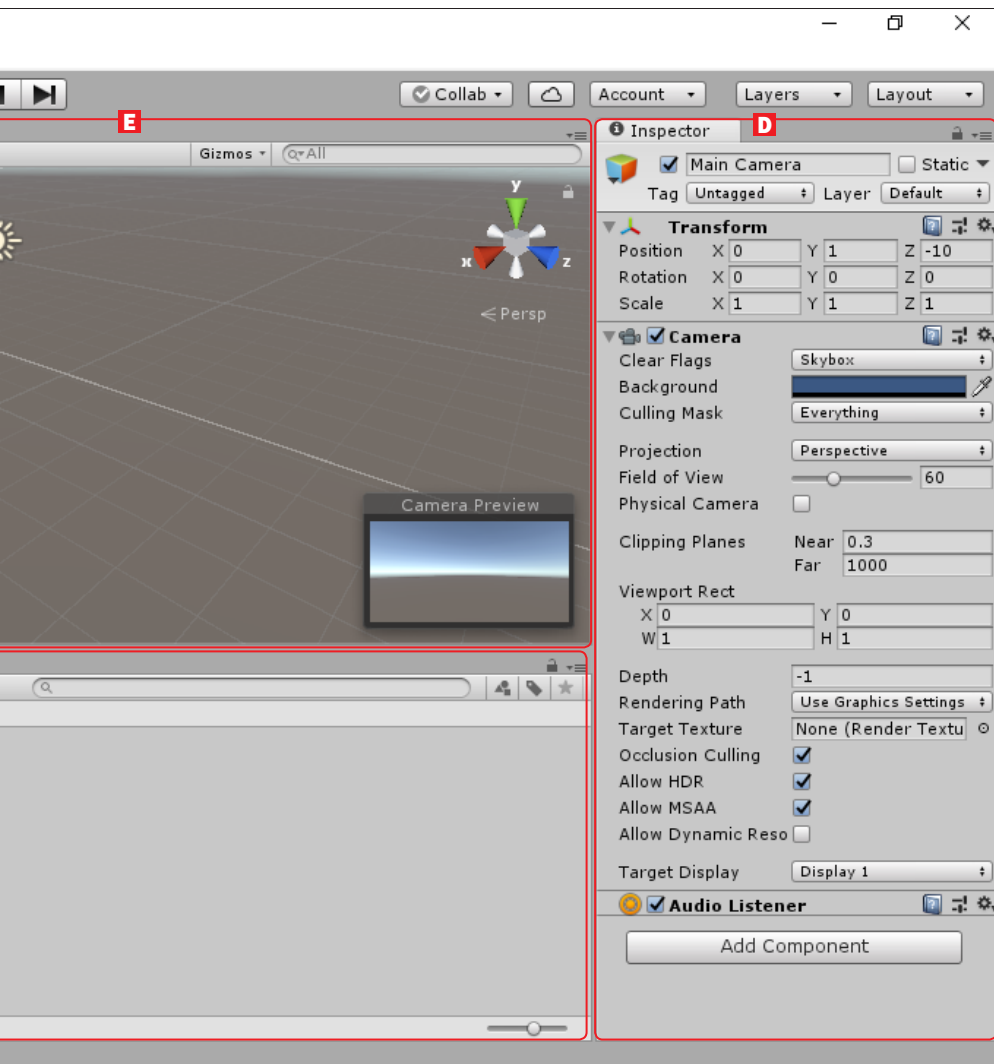 Collab
Account
Layers
Layout
E
Gizmos
All
y
x
z
Persp
Camera Preview
Inspector
D
Main Camera
Static
Tag Untagged Layer Default
Transform
Position X 0 Y 1 Z -10
Rotation X 0 Y 0 Z 0
Scale X 1 Y 1 Z 1
Camera
Clear Flags Skybox
Background
Culling Mask Everything
Projection Perspective
Field of View 60
Physical Camera
Clipping Planes Near 0.3
Far 1000
Viewport Rect
X 0 Y 0
W 1 H 1
Depth -1
Rendering Path Use Graphics Settings
Target Texture None (Render Textu
Occlusion Culling
Allow HDR
Allow MSAA
Allow Dynamic Reso
Target Display Display 1
Audio Listener
Add Component